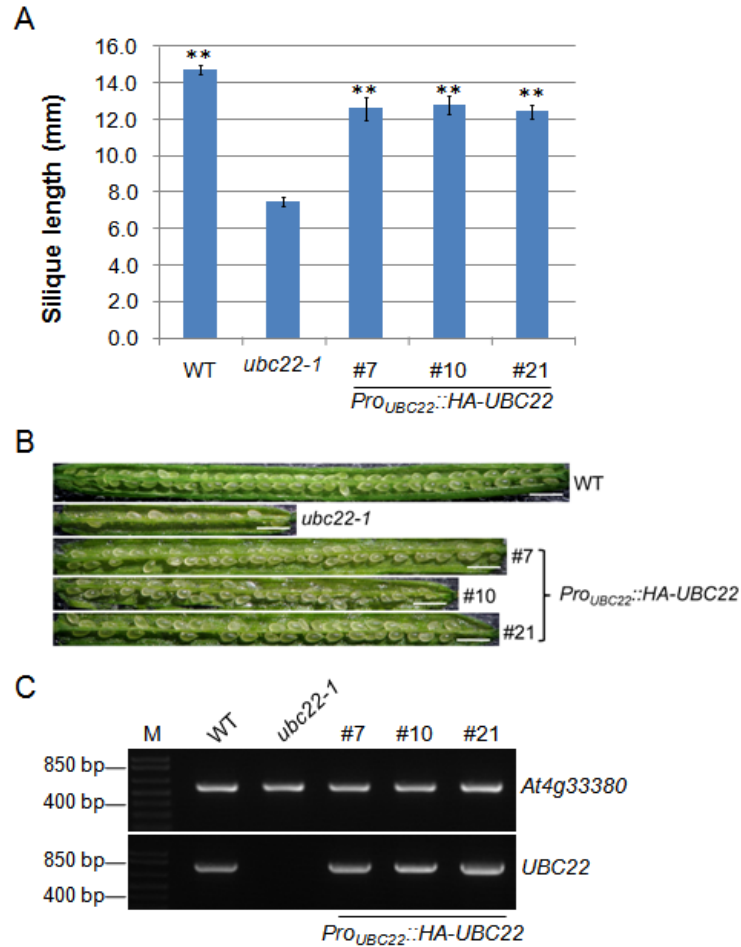 A
Silique length (mm)
16.0
14.0
12.0
10.0
8.0
6.0
4.0
2.0
0.0
** ** ** **
WT ubc22-1 #7 #10 #21
ProUBC22::HA-UBC22
B
WT
ubc22-1
#7
#10
#21
ProUBC22::HA-UBC22
C
M WT ubc22-1 #7 #10 #21
850 bp
400 bp
At4g33380
850 bp
400 bp
UBC22
ProUBC22::HA-UBC22